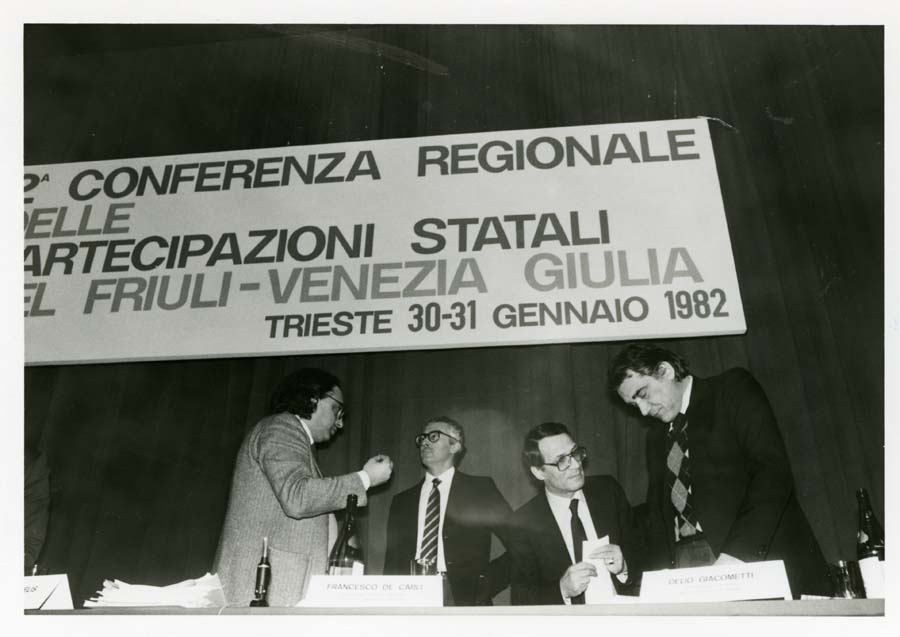 2ª CONFERENZA REGIONALE
DELLE
ARTECIPAZIONI STATALI
EL FRIULI-VENEZIA GIULIA
TRIESTE 30-31 GENNAIO 1982
FRANCESCO DE CARLI
DELIO GIACOMETTI